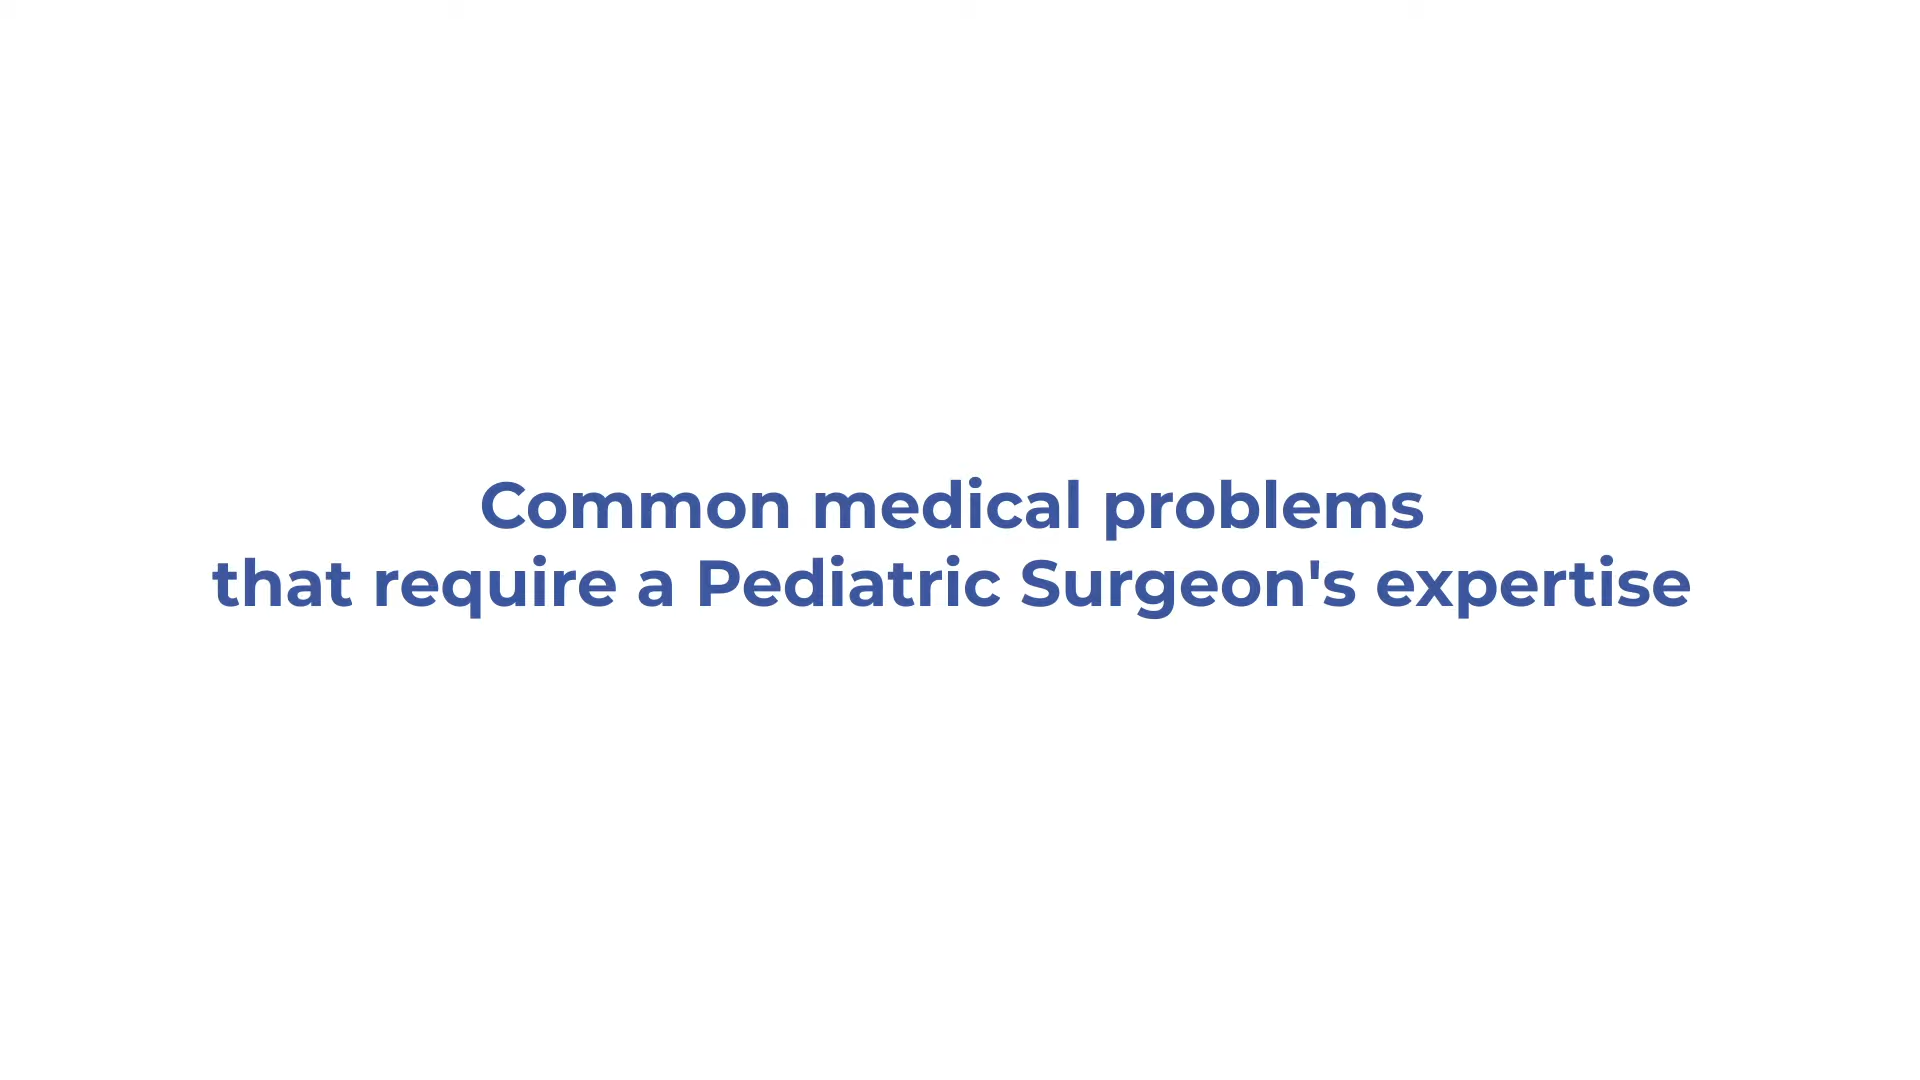 Common medical problems
that require a Pediatric Surgeon's expertise